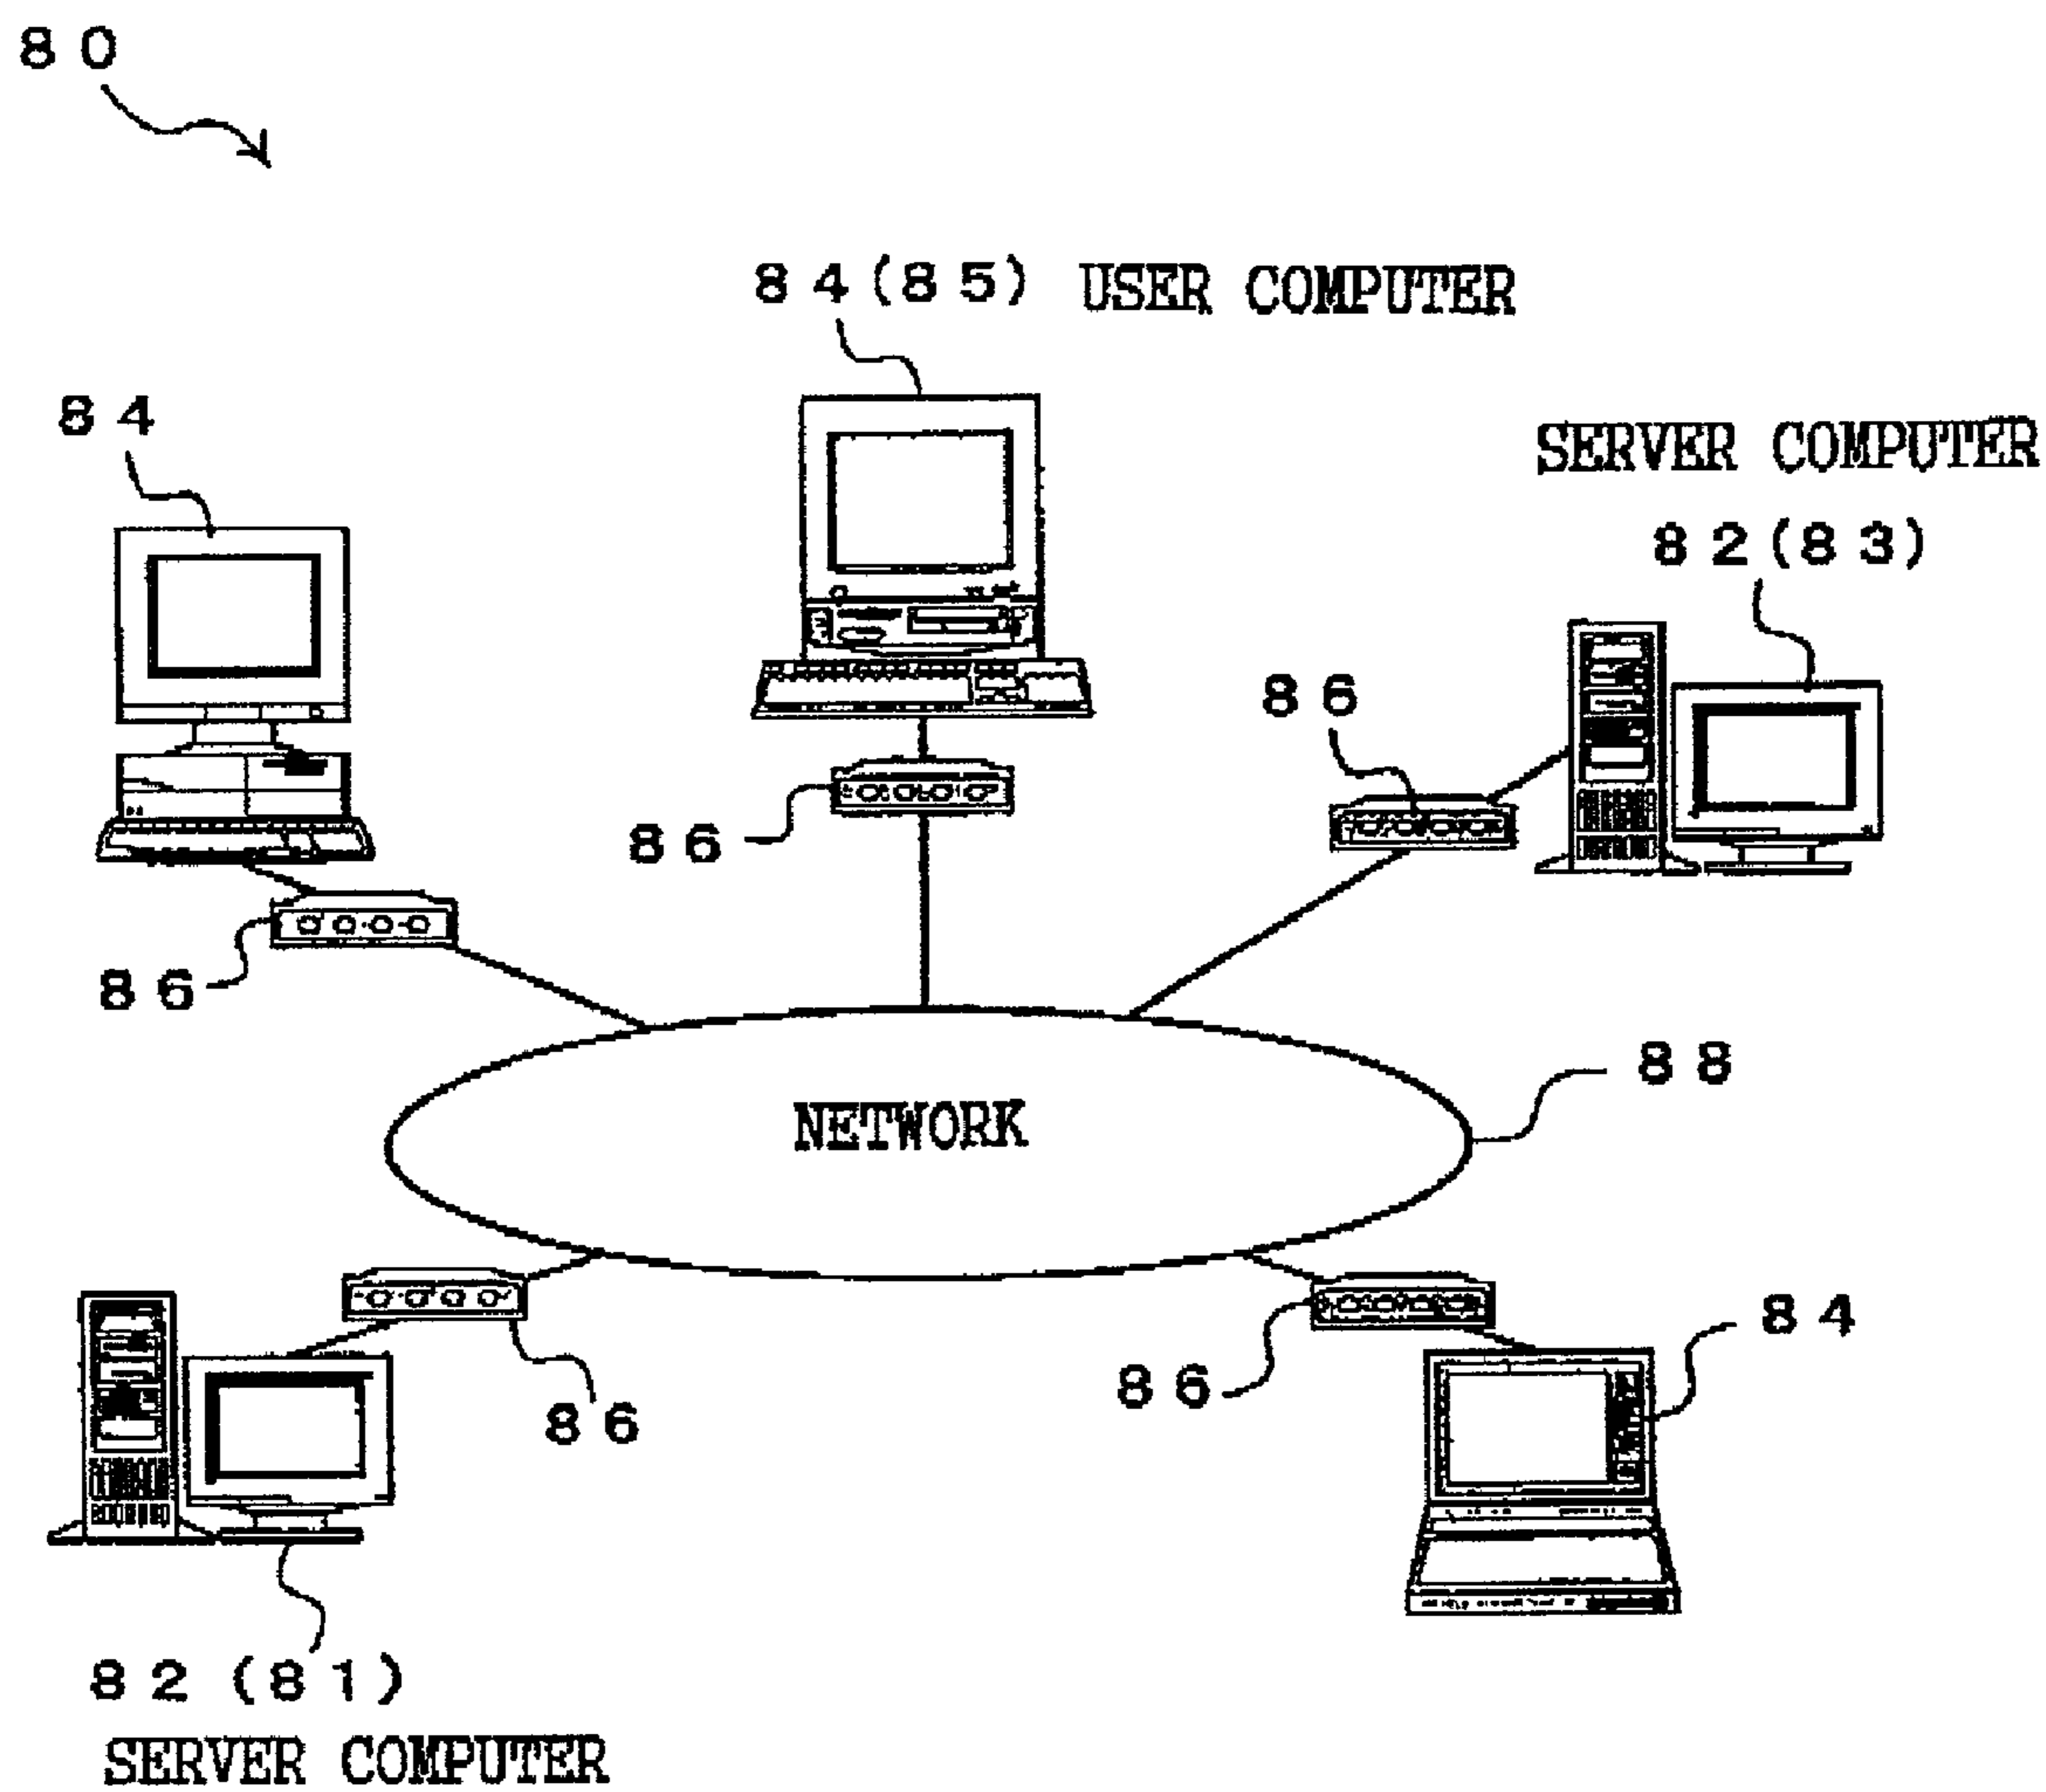 80
84(85) USER COMPUTER
84
SERVER COMPUTER
82(83)
86
86
86
88
NETWORK
86
84
86
82(81)
SERVER COMPUTER